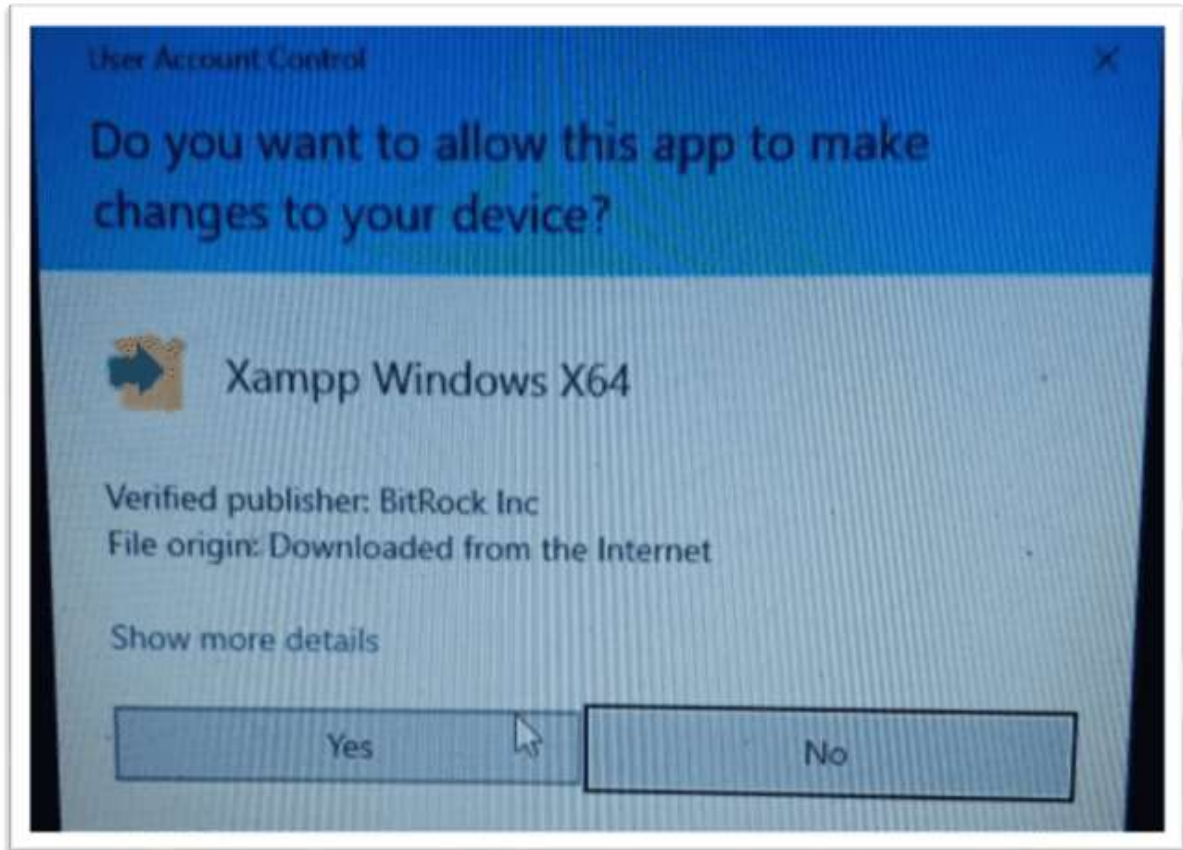 User Account Control
Do you want to allow this app to make
changes to your device?
Xampp Windows X64
Verified publisher: BitRock Inc
File origin: Downloaded from the Internet
Show more details
Yes
No